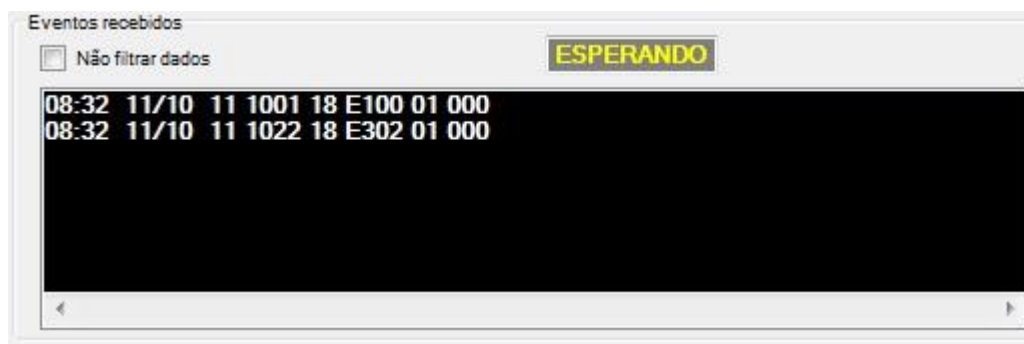 Eventos recebidos
Não filtrar dados
ESPERANDO
08:32 11/10 11 1001 18 E100 01 000
08:32 11/10 11 1022 18 E302 01 000